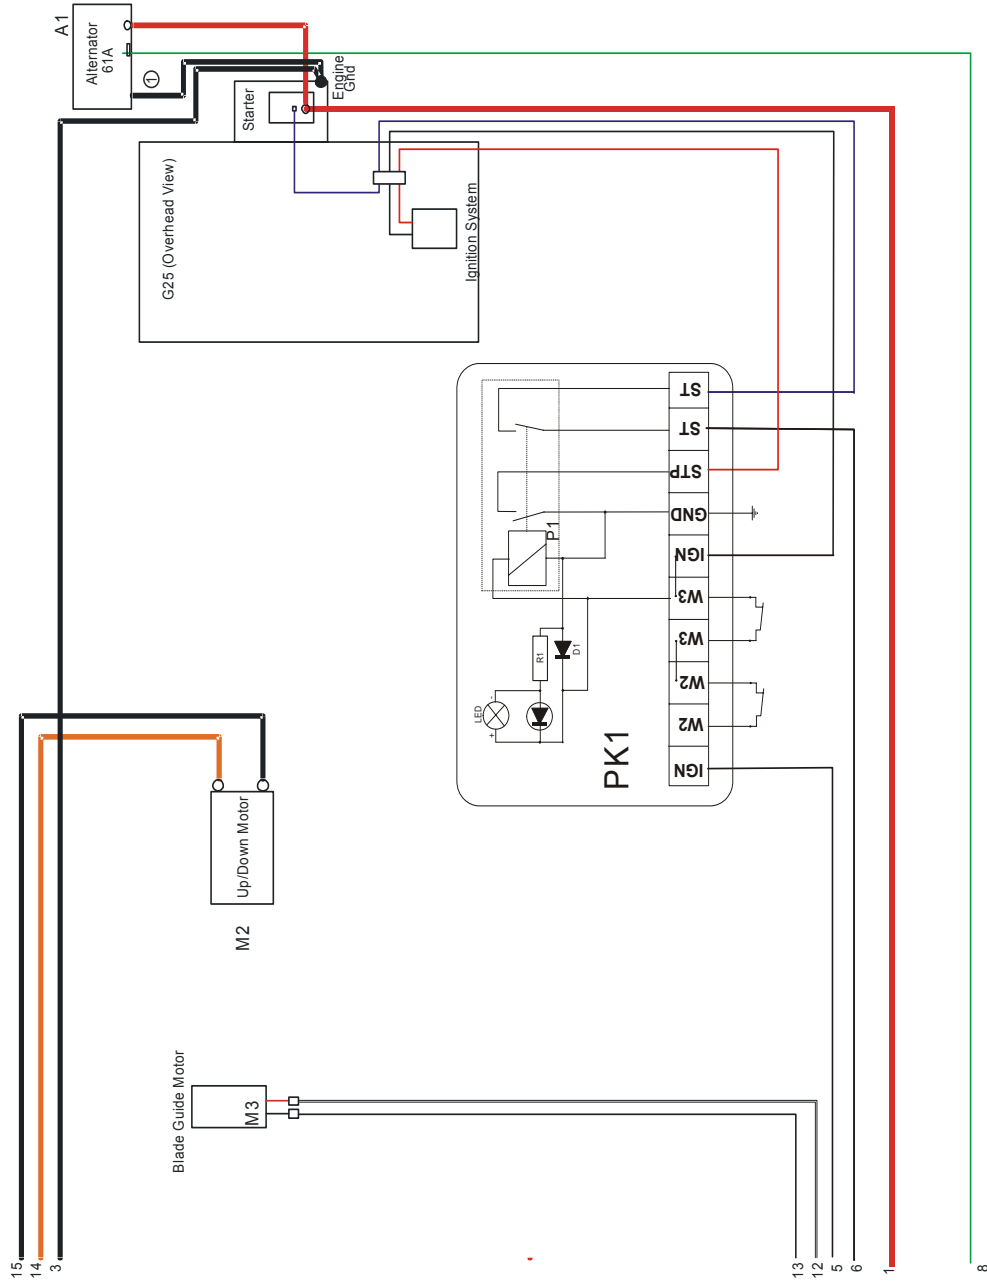 A1
Alternator
61A
1
Engine
Gnd
Starter
G25 (Overhead View)
Ignition System
ST
ST
STP
GND
IGN
W3
W3
W2
W2
IGN
P1
R1
D1
LED
-
+
PK1
Up/Down Motor
M2
Blade Guide Motor
M3
15
14
3
13
12
5
6
1
8